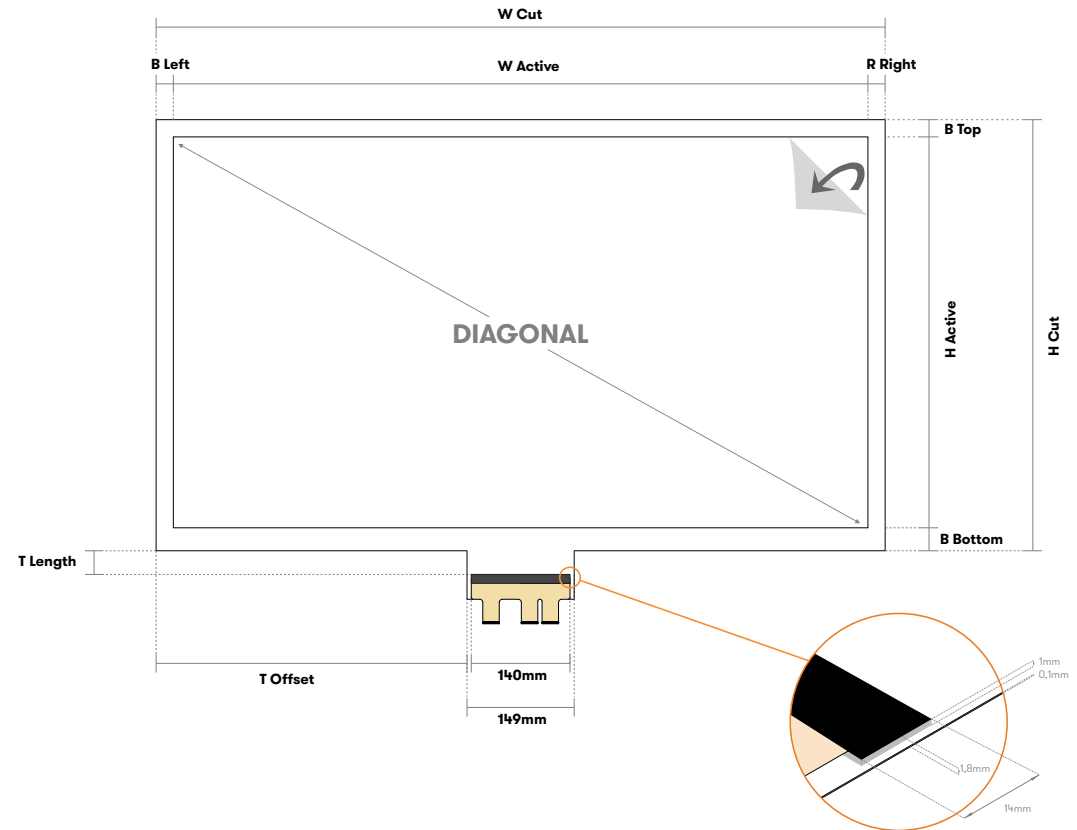 W Cut
B Left
W Active
R Right
B Top
DIAGONAL
H Active
H Cut
B Bottom
T Length
1mm
0,1mm
T Offset
140mm
149mm
1,8mm
14mm